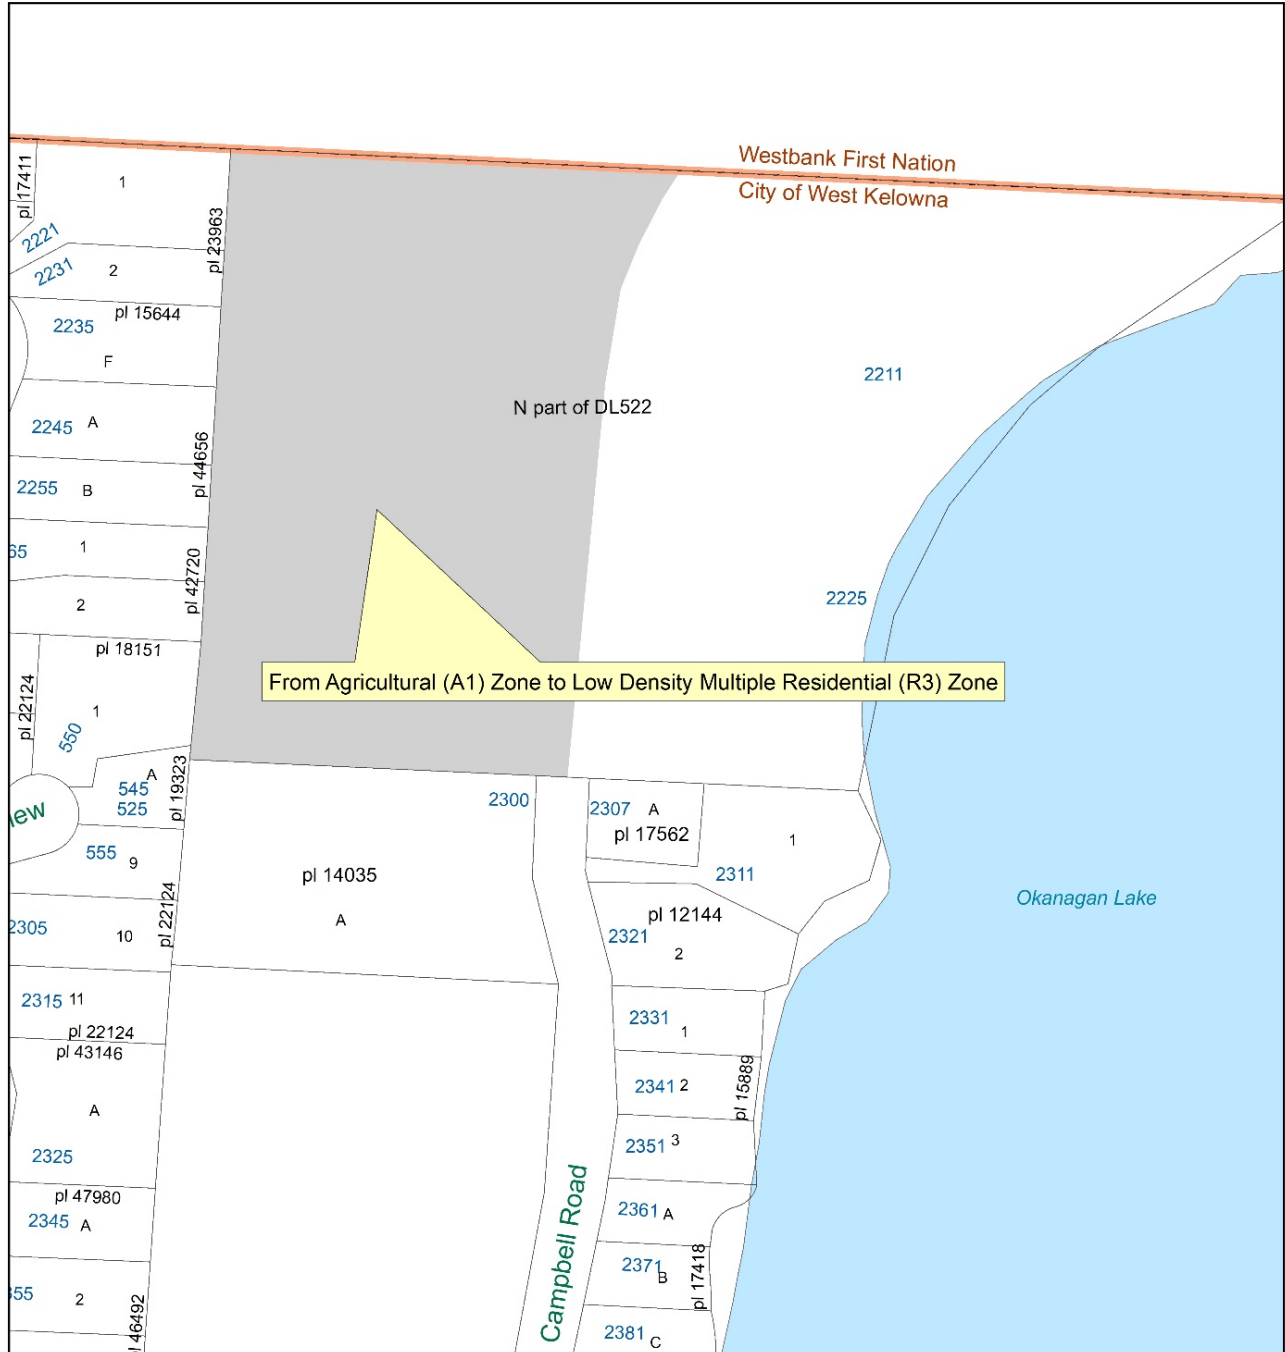 Westbank First Nation
City of West Kelowna
pl 17411
1
2221
pl 23963
2231
2
pl 15644
2235
F
2211
N part of DL522
2245 A
pl 44656
2255 B
65
1
pl 42720
2225
2
pl 18151
From Agricultural (A1) Zone to Low Density Multiple Residential (R3) Zone
pl 22124
1
550
A
545
525
pl 19323
2300
2307 A
pl 17562
1
555 9
pl 14035
2311
A
pl 22124
2305
10
pl 12144
2321
2
Okanagan Lake
2315 11
pl 22124
pl 43146
2331
1
A
2341 2
pl 15889
2325
2351 3
pl 47980
2345 A
2361 A
Campbell Road
2371
B
pl 17418
2
46492
2381 C